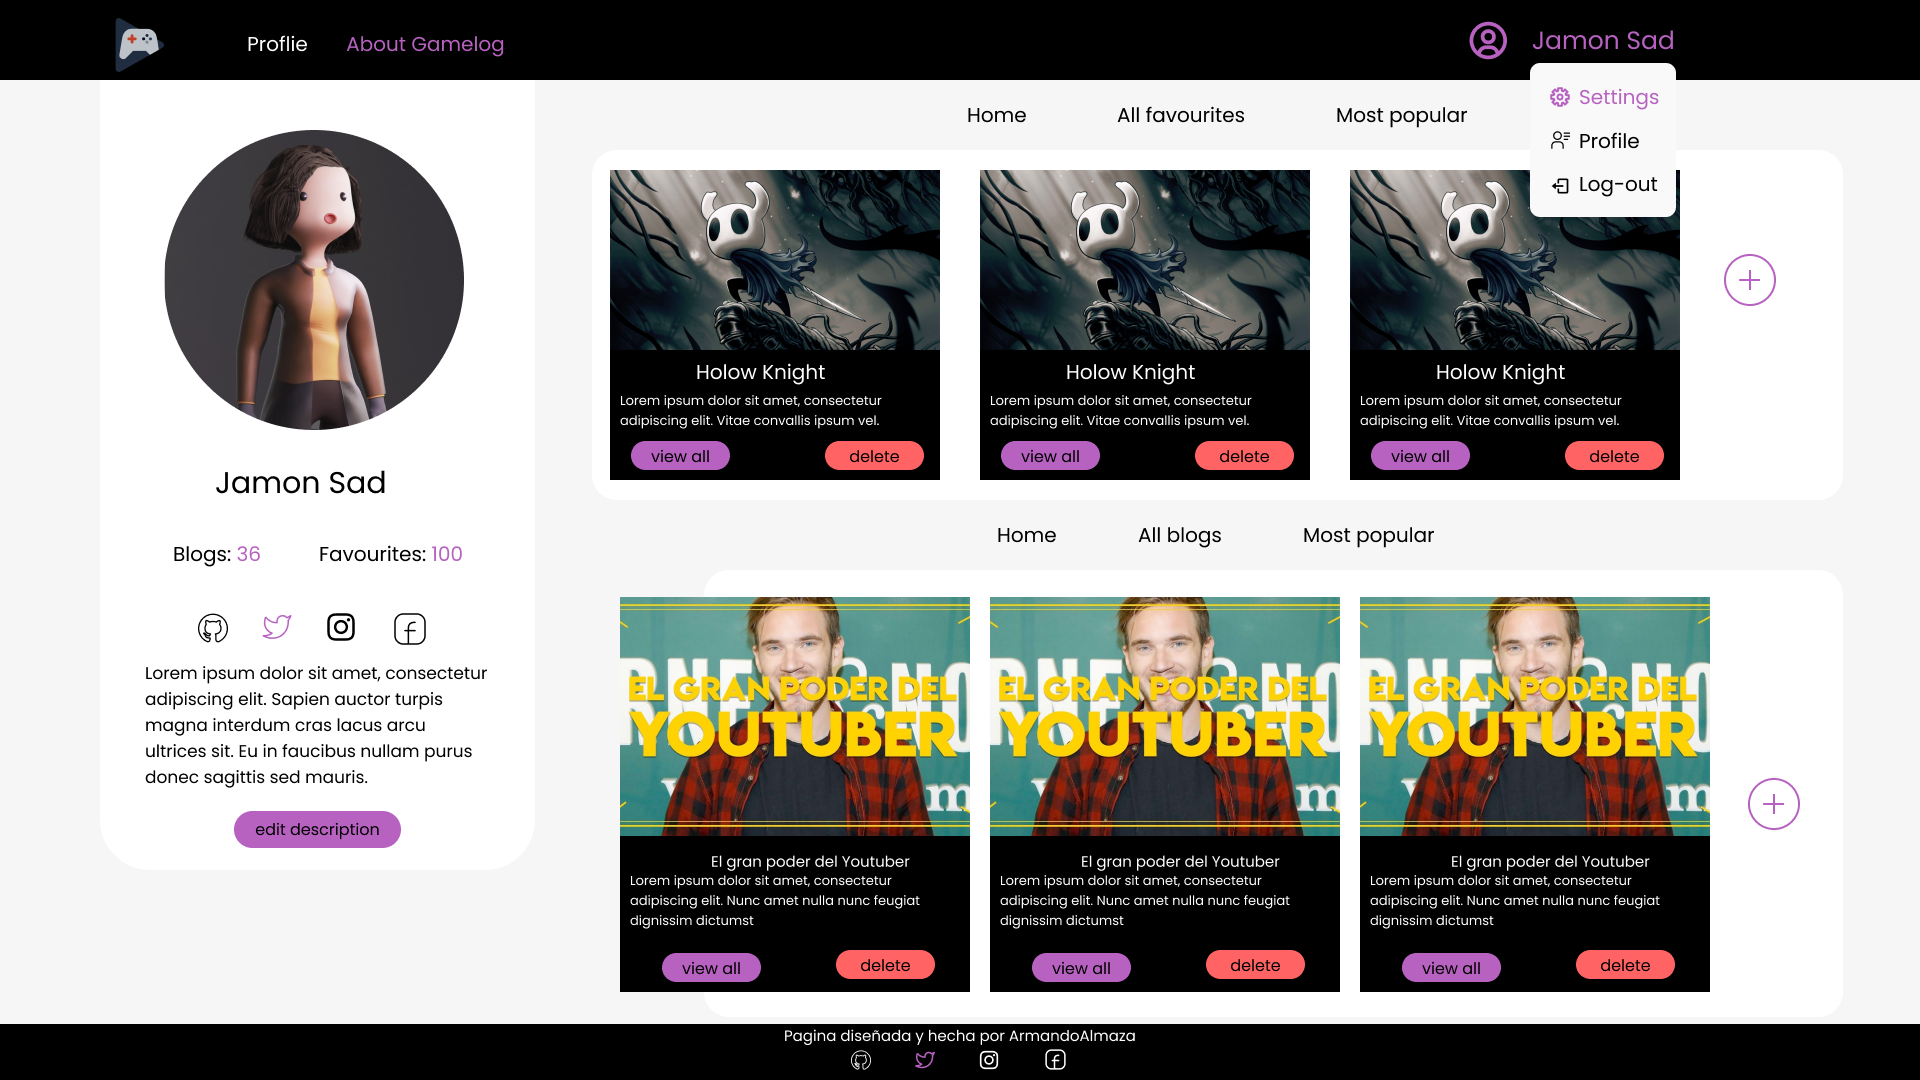 Proflie
About Gamelog
Jamon Sad
Settings
Profile
Log-out
Home
All favourites
Most popular
Holow Knight
Lorem ipsum dolor sit amet, consectetur
adipiscing elit. Vitae convallis ipsum vel.
view all
delete
Holow Knight
Lorem ipsum dolor sit amet, consectetur
adipiscing elit. Vitae convallis ipsum vel.
view all
delete
Holow Knight
Lorem ipsum dolor sit amet, consectetur
adipiscing elit. Vitae convallis ipsum vel.
view all
delete
Jamon Sad
Blogs: 36
Favourites: 100
Lorem ipsum dolor sit amet, consectetur
adipiscing elit. Sapien auctor turpis
magna interdum cras lacus arcu
ultrices sit. Eu in faucibus nullam purus
donec sagittis sed mauris.
edit description
Home
All blogs
Most popular
EL GRAN PODER DEL
YOUTUBER
El gran poder del Youtuber
Lorem ipsum dolor sit amet, consectetur
adipiscing elit. Nunc amet nulla nunc feugiat
dignissim dictumst
view all
delete
EL GRAN PODER DEL
YOUTUBER
El gran poder del Youtuber
Lorem ipsum dolor sit amet, consectetur
adipiscing elit. Nunc amet nulla nunc feugiat
dignissim dictumst
view all
delete
EL GRAN PODER DEL
YOUTUBER
El gran poder del Youtuber
Lorem ipsum dolor sit amet, consectetur
adipiscing elit. Nunc amet nulla nunc feugiat
dignissim dictumst
view all
delete
Pagina diseñada y hecha por ArmandoAlmaza